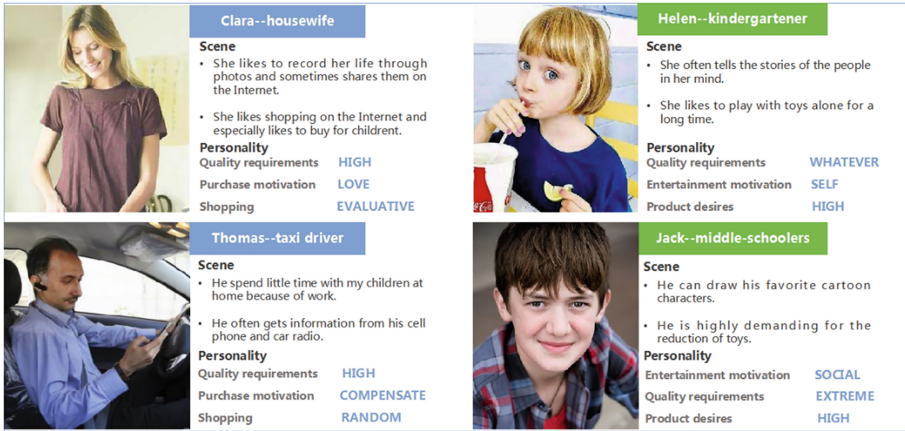 Clara--housewife
Scene
• She likes to record her life through
photos and sometimes shares them on
the Internet.
• She likes shopping on the Internet and
especially likes to buy for childrent.
Personality
Quality requirements HIGH
Purchase motivation LOVE
Shopping EVALUATIVE
Helen--kindergartener
Scene
• She often tells the stories of the people
in her mind.
• She likes to play with toys alone for a
long time.
Personality
Quality requirements WHATEVER
Entertainment motivation SELF
Product desires HIGH
Thomas--taxi driver
Scene
• He spend little time with my children at
home because of work.
• He often gets information from his cell
phone and car radio.
Personality
Quality requirements HIGH
Purchase motivation COMPENSATE
Shopping RANDOM
Jack--middle-schoolers
Scene
• He can draw his favorite cartoon
characters.
• He is highly demanding for the
reduction of toys.
Personality
Entertainment motivation SOCIAL
Quality requirements EXTREME
Product desires HIGH